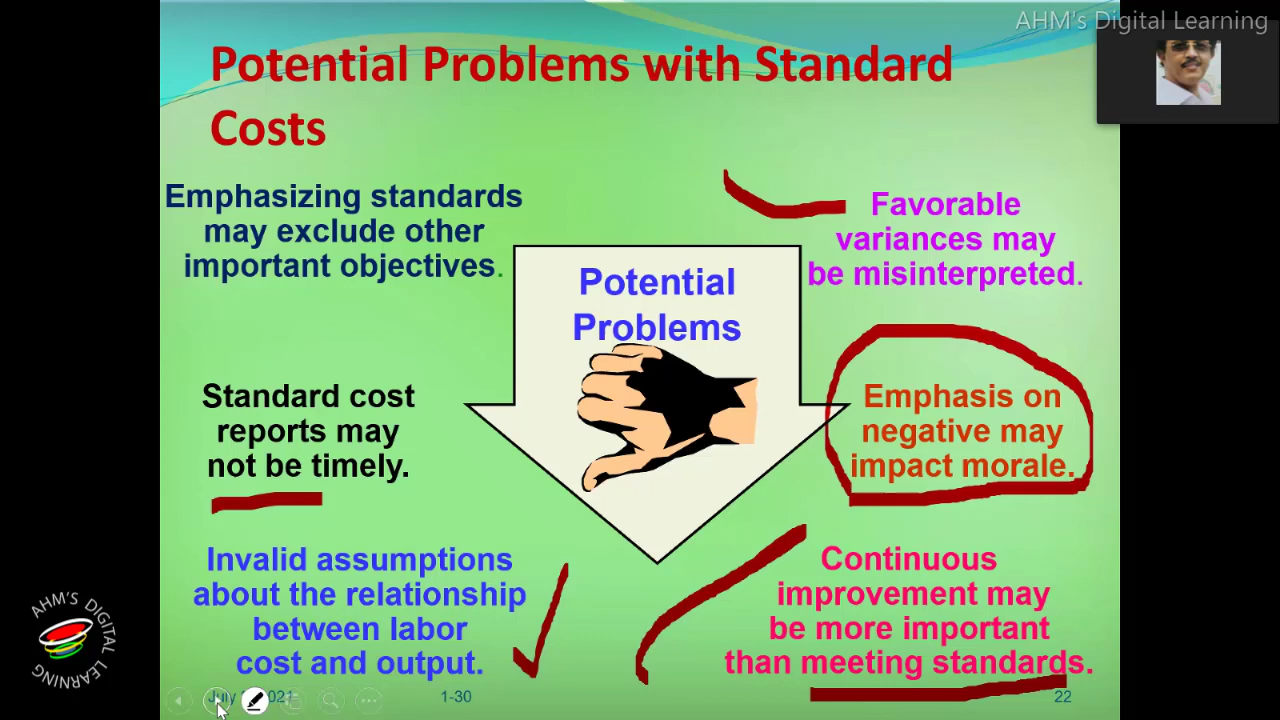 AHM's Digital Learning
Potential Problems with Standard
Costs
Emphasizing standards
may exclude other
important objectives.
Favorable
variances may
be misinterpreted.
Potential
Problems
Standard cost
reports may
not be timely.
Emphasis on
negative may
impact morale.
Invalid assumptions
about the relationship
between labor
cost and output.
Continuous
improvement may
be more important
than meeting standards.
AHM'S DIGITAL LEARNING
July 2021
1-30
22